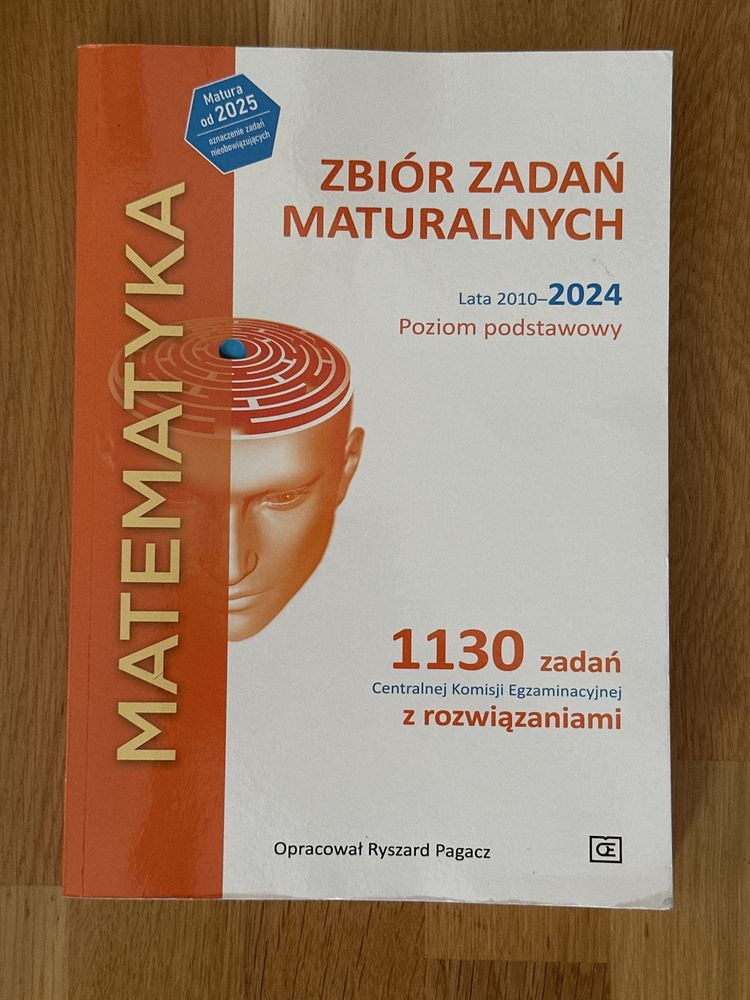 Matura
od 2025
oznaczenie zadań
nieobowiązujących
MATEMATYKA
ZBIÓR ZADAŃ
MATURALNYCH
Lata 2010–2024
Poziom podstawowy
1130 zadań
Centralnej Komisji Egzaminacyjnej
z rozwiązaniami
Opracował Ryszard Pagacz
OE